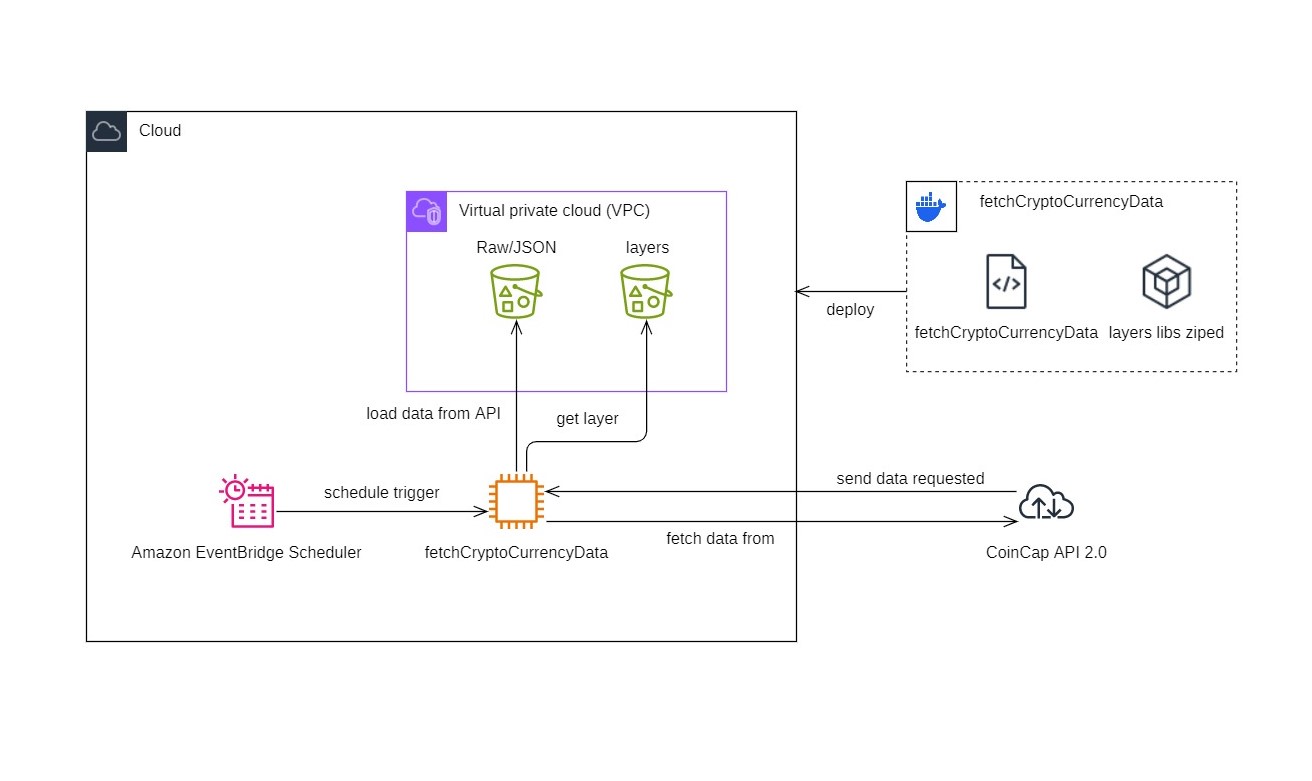 Cloud
Virtual private cloud (VPC)
fetchCryptoCurrencyData
Raw/JSON
layers
deploy
fetchCryptoCurrencyData
layers libs ziped
load data from API
get layer
send data requested
schedule trigger
fetch data from
Amazon EventBridge Scheduler
fetchCryptoCurrencyData
CoinCap API 2.0